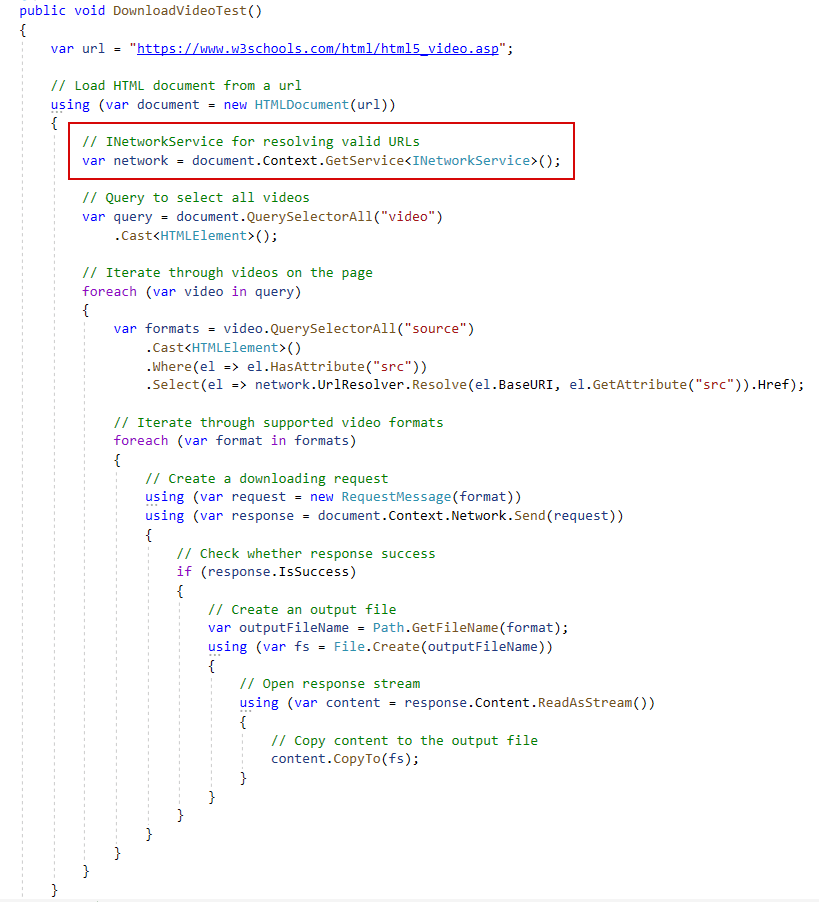 public void DownloadVideoTest()
{
    var url = "https://www.w3schools.com/html/html5_video.asp";
    // Load HTML document from a url
    using (var document = new HTMLDocument(url))
    {
        // INetworkService for resolving valid URLs
        var network = document.Context.GetService<INetworkService>();
        // Query to select all videos
        var query = document.QuerySelectorAll("video")
            .Cast<HTMLElement>();
        // Iterate through videos on the page
        foreach (var video in query)
        {
            var formats = video.QuerySelectorAll("source")
                .Cast<HTMLElement>()
                .Where(el => el.HasAttribute("src"))
                .Select(el => network.UrlResolver.Resolve(el.BaseURI, el.GetAttribute("src")).Href);
            // Iterate through supported video formats
            foreach (var format in formats)
            {
                // Create a downloading request
                using (var request = new RequestMessage(format))
                using (var response = document.Context.Network.Send(request))
                {
                    // Check whether response success
                    if (response.IsSuccess)
                    {
                        // Create an output file
                        var outputFileName = Path.GetFileName(format);
                        using (var fs = File.Create(outputFileName))
                        {
                            // Open response stream
                            using (var content = response.Content.ReadAsStream())
                            {
                                // Copy content to the output file
                                content.CopyTo(fs);
                            }
                        }
                    }
                }
            }
        }
    }